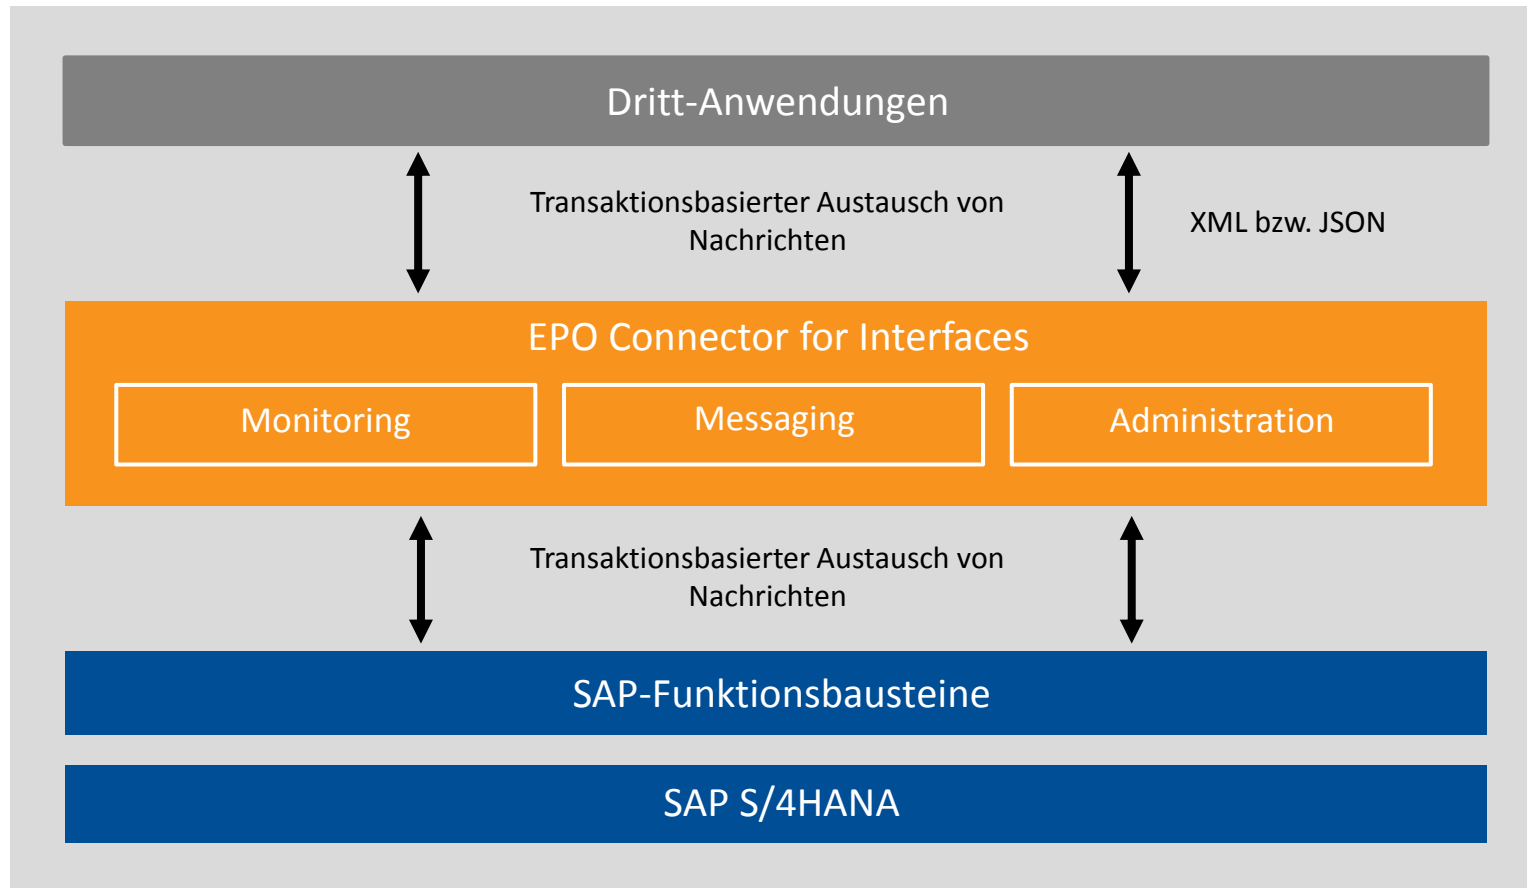 Dritt-Anwendungen
Transaktionsbasierter Austausch von
Nachrichten
XML bzw. JSON
EPO Connector for Interfaces
Monitoring
Messaging
Administration
Transaktionsbasierter Austausch von
Nachrichten
SAP-Funktionsbausteine
SAP S/4HANA